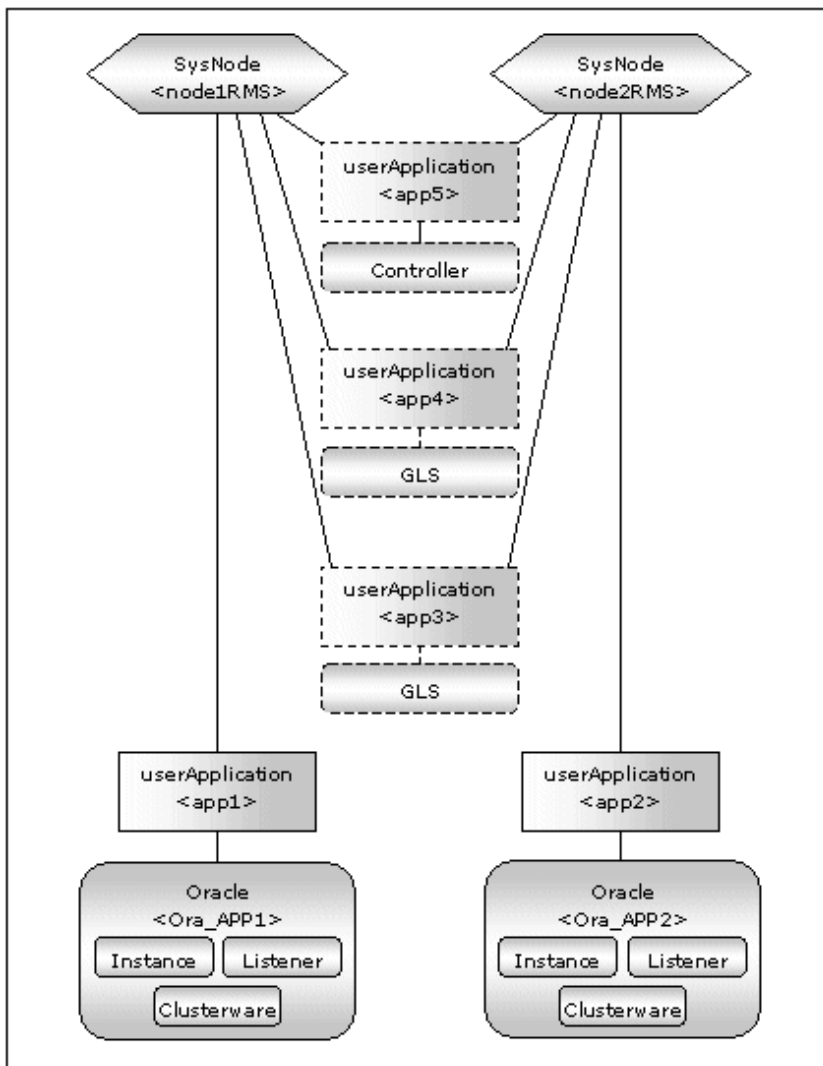 SysNode
<node1RMS>
SysNode
<node2RMS>
userApplication
<app5>
Controller
userApplication
<app4>
GLS
userApplication
<app3>
GLS
userApplication
<app1>
userApplication
<app2>
Oracle
<Ora_APP1>
Instance
Listener
Clusterware
Oracle
<Ora_APP2>
Instance
Listener
Clusterware